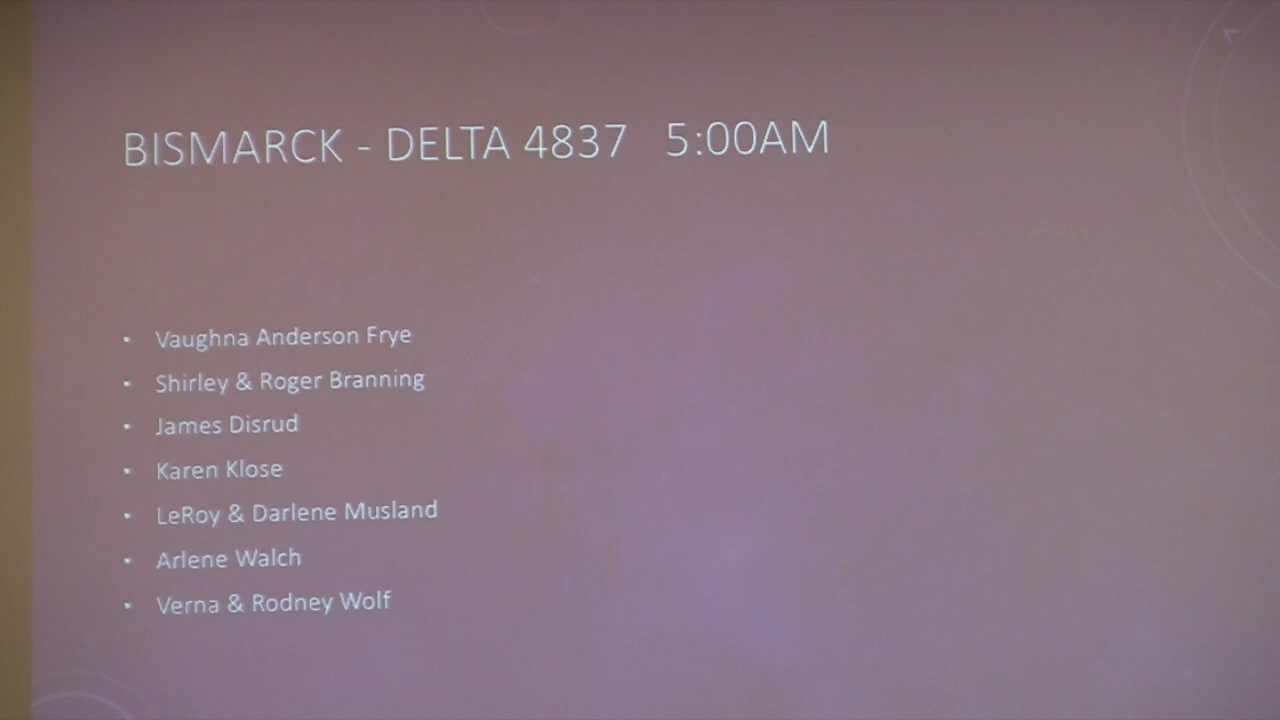 BISMARCK - DELTA 4837 5:00AM
• Vaughna Anderson Frye
• Shirley & Roger Branning
• James Disrud
• Karen Klose
• LeRoy & Darlene Musland
• Arlene Walch
• Verna & Rodney Wolf